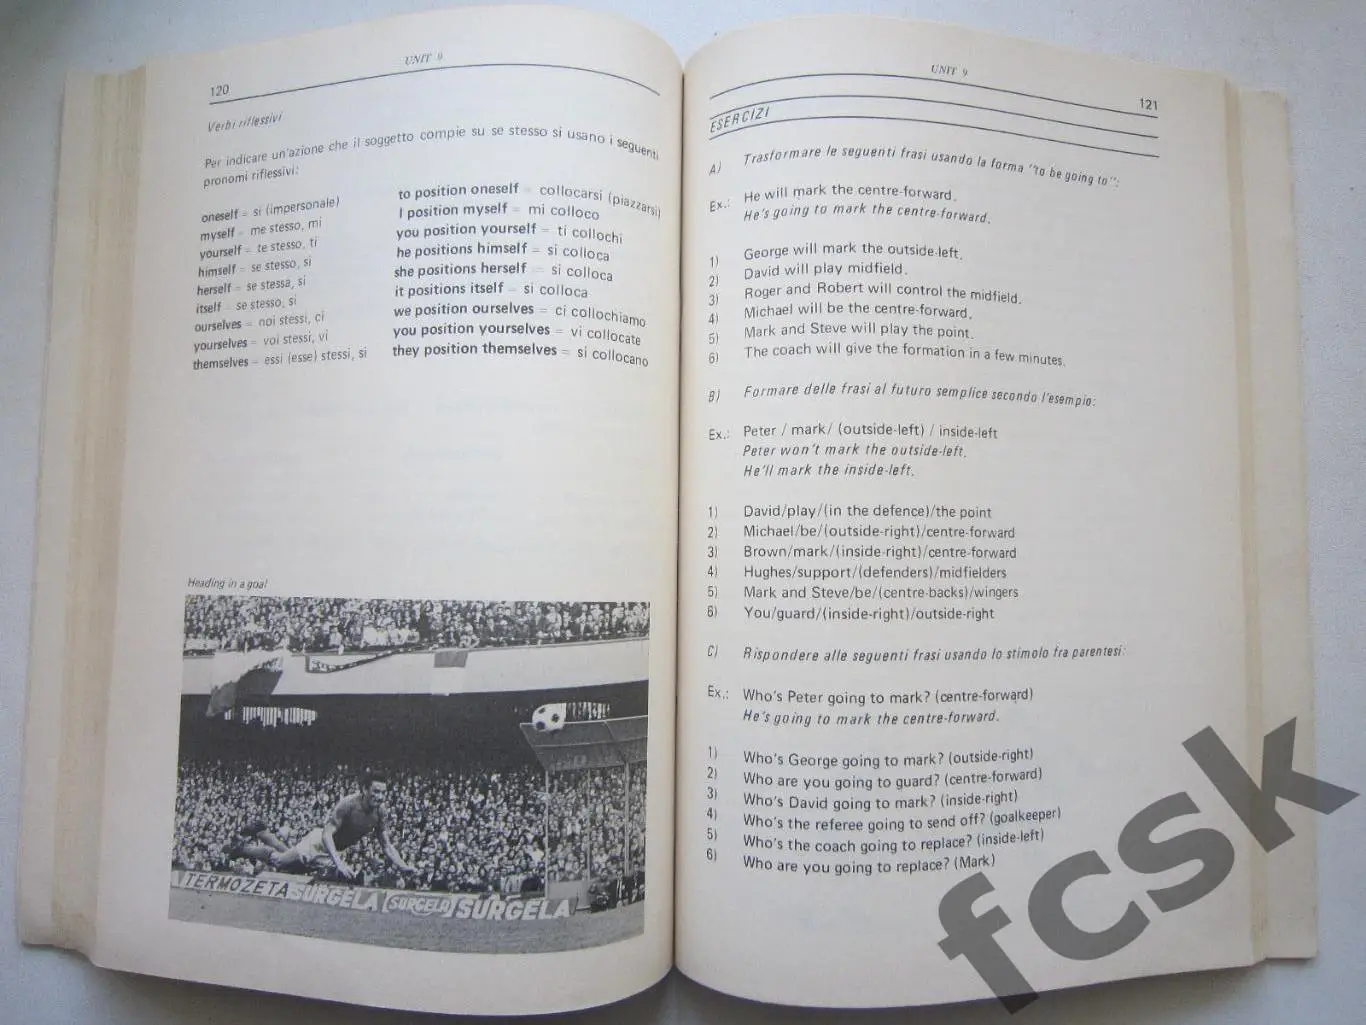 UNIT 9
120
Verbi riflessivi
Per indicare un'azione che il soggetto compie su se stesso si usano i seguenti
pronomi riflessivi:
oneself = si (impersonale)
myself = me stesso, mi
yourself = te stesso, ti
himself = se stesso, si
herself = se stessa, si
itself = se stesso, si
ourselves = noi stessi, ci
yourselves = voi stessi, vi
themselves = essi (esse) stessi, si
to position oneself = collocarsi (piazzarsi)
I position myself = mi colloco
you position yourself = ti collochi
he positions himself = si colloca
she positions herself = si colloca
it positions itself = si colloca
we position ourselves = ci collochiamo
you position yourselves = vi collocate
they position themselves = si collocano
Heading in a goal
TERMOZETA SURGELA SURGELA SURGELA
UNIT 9
121
ESERCIZI
A) Trasformare le seguenti frasi usando la forma "to be going to":
Ex.: He will mark the centre-forward.
He's going to mark the centre-forward.
1) George will mark the outside-left.
2) David will play midfield.
3) Roger and Robert will control the midfield.
4) Michael will be the centre-forward.
5) Mark and Steve will play the point.
6) The coach will give the formation in a few minutes.
B) Formare delle frasi al futuro semplice secondo l'esempio:
Ex.: Peter / mark/ (outside-left) / inside-left
Peter won't mark the outside-left.
He'll mark the inside-left.
1) David/play/(in the defence)/the point
2) Michael/be/(outside-right)/centre-forward
3) Brown/mark/(inside-right)/centre-forward
4) Hughes/support/(defenders)/midfielders
5) Mark and Steve/be/(centre-backs)/wingers
6) You/guard/(inside-right)/outside-right
C) Rispondere alle seguenti frasi usando lo stimolo fra parentesi:
Ex.: Who's Peter going to mark? (centre-forward)
He's going to mark the centre-forward.
1) Who's George going to mark? (outside-right)
2) Who are you going to guard? (centre-forward)
3) Who's David going to mark? (inside-right)
4) Who's the referee going to send off? (goalkeeper)
5) Who's the coach going to replace? (inside-left)
6) Who are you going to replace? (Mark)
fcsk